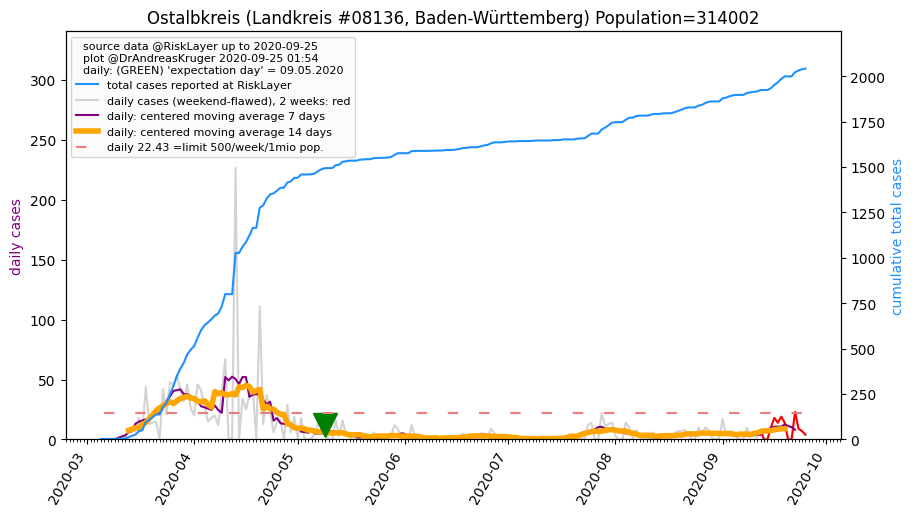 Ostalbkreis (Landkreis #08136, Baden-Württemberg) Population=314002
source data @RiskLayer up to 2020-09-25
plot @DrAndreasKruger 2020-09-25 01:54
daily: (GREEN) 'expectation day' = 09.05.2020
total cases reported at RiskLayer
daily cases (weekend-flawed), 2 weeks: red
daily: centered moving average 7 days
daily: centered moving average 14 days
daily 22.43 =limit 500/week/1mio pop.
daily cases
300
250
200
150
100
50
0
cumulative total cases
2000
1750
1500
1250
1000
750
500
250
0
2020-03
2020-04
2020-05
2020-06
2020-07
2020-08
2020-09
2020-10